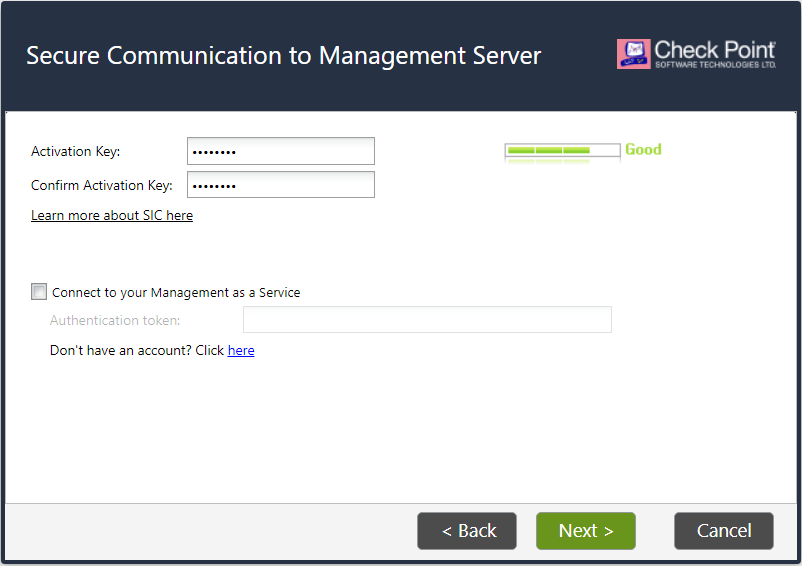 Secure Communication to Management Server
Check Point
SOFTWARE TECHNOLOGIES LTD.
Activation Key: ••••••••
Good
Confirm Activation Key: ••••••••
Learn more about SIC here
Connect to your Management as a Service
Authentication token:
Don't have an account? Click here
< Back
Next >
Cancel